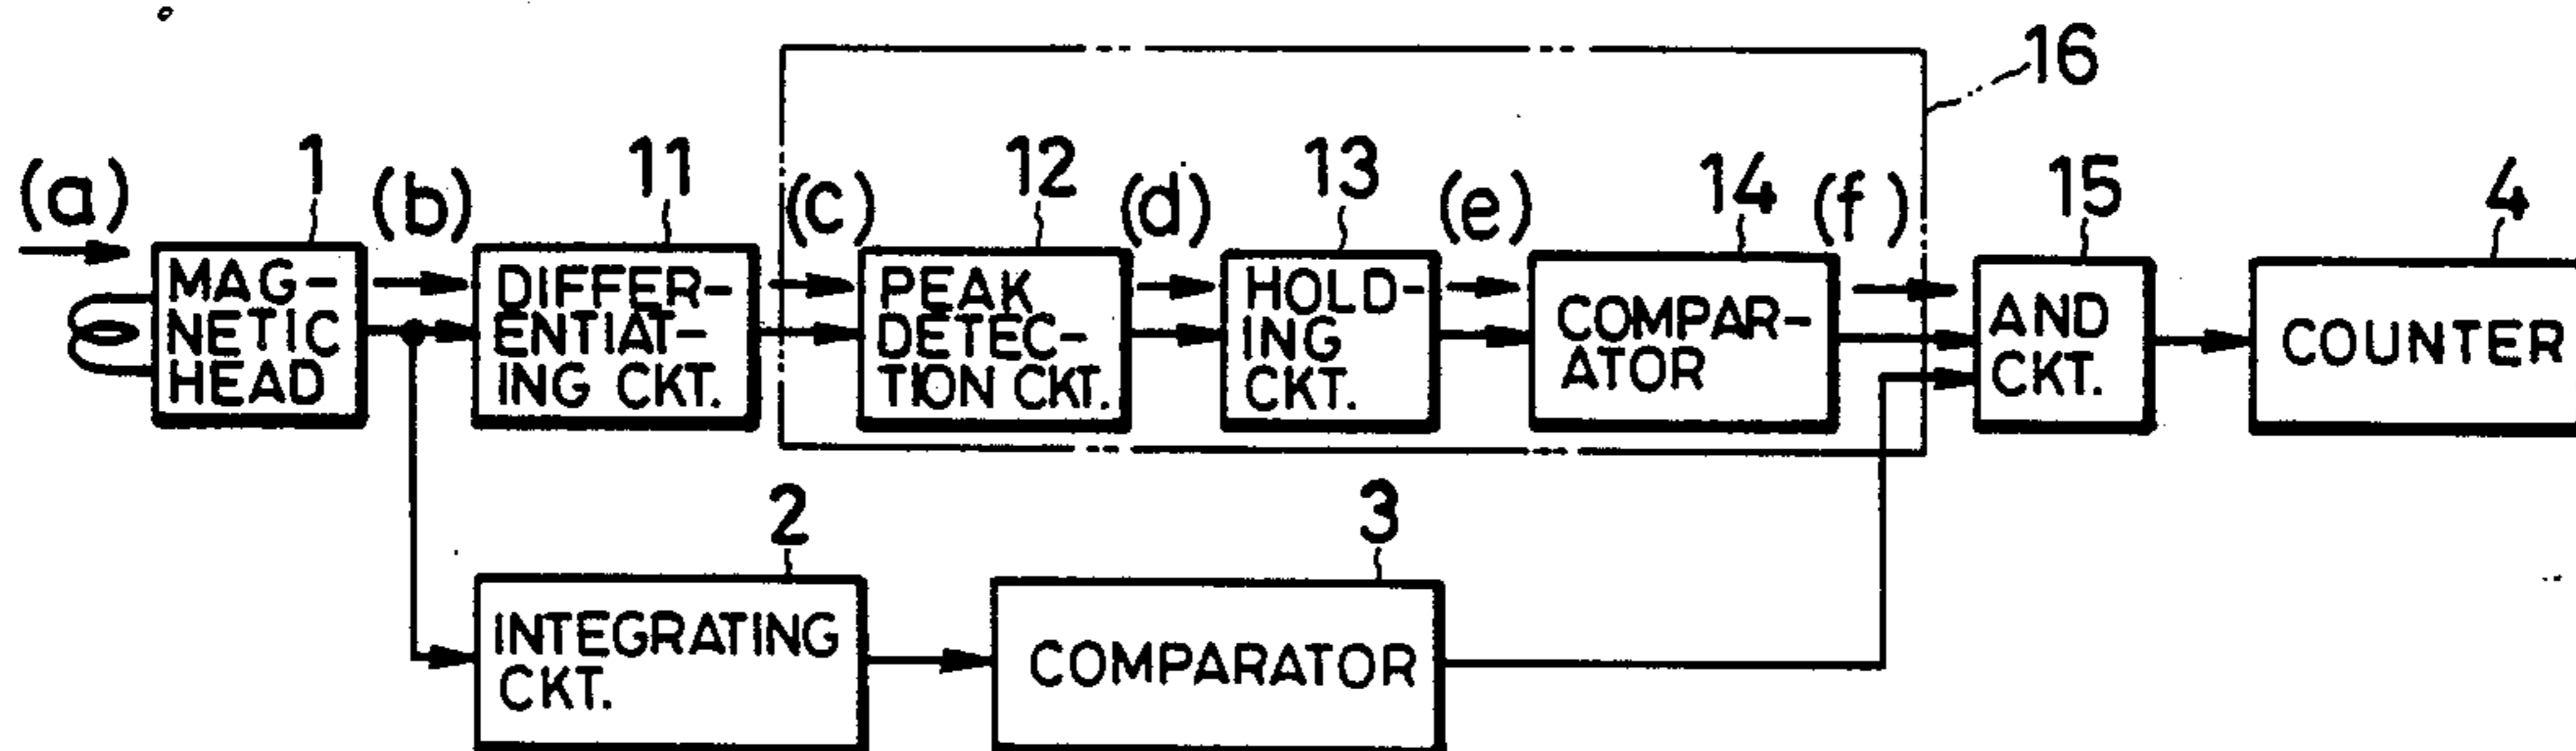 16
(a)
1
(b)
11
(c)
12
(d)
13
(e)
14
(f)
15
4
MAG-
NETIC
HEAD
DIFFER-
ENTIAT-
ING CKT.
PEAK
DETEC-
TION CKT.
HOLD-
ING
CKT.
COMPAR-
ATOR
AND
CKT.
COUNTER
2
3
INTEGRATING
CKT.
COMPARATOR